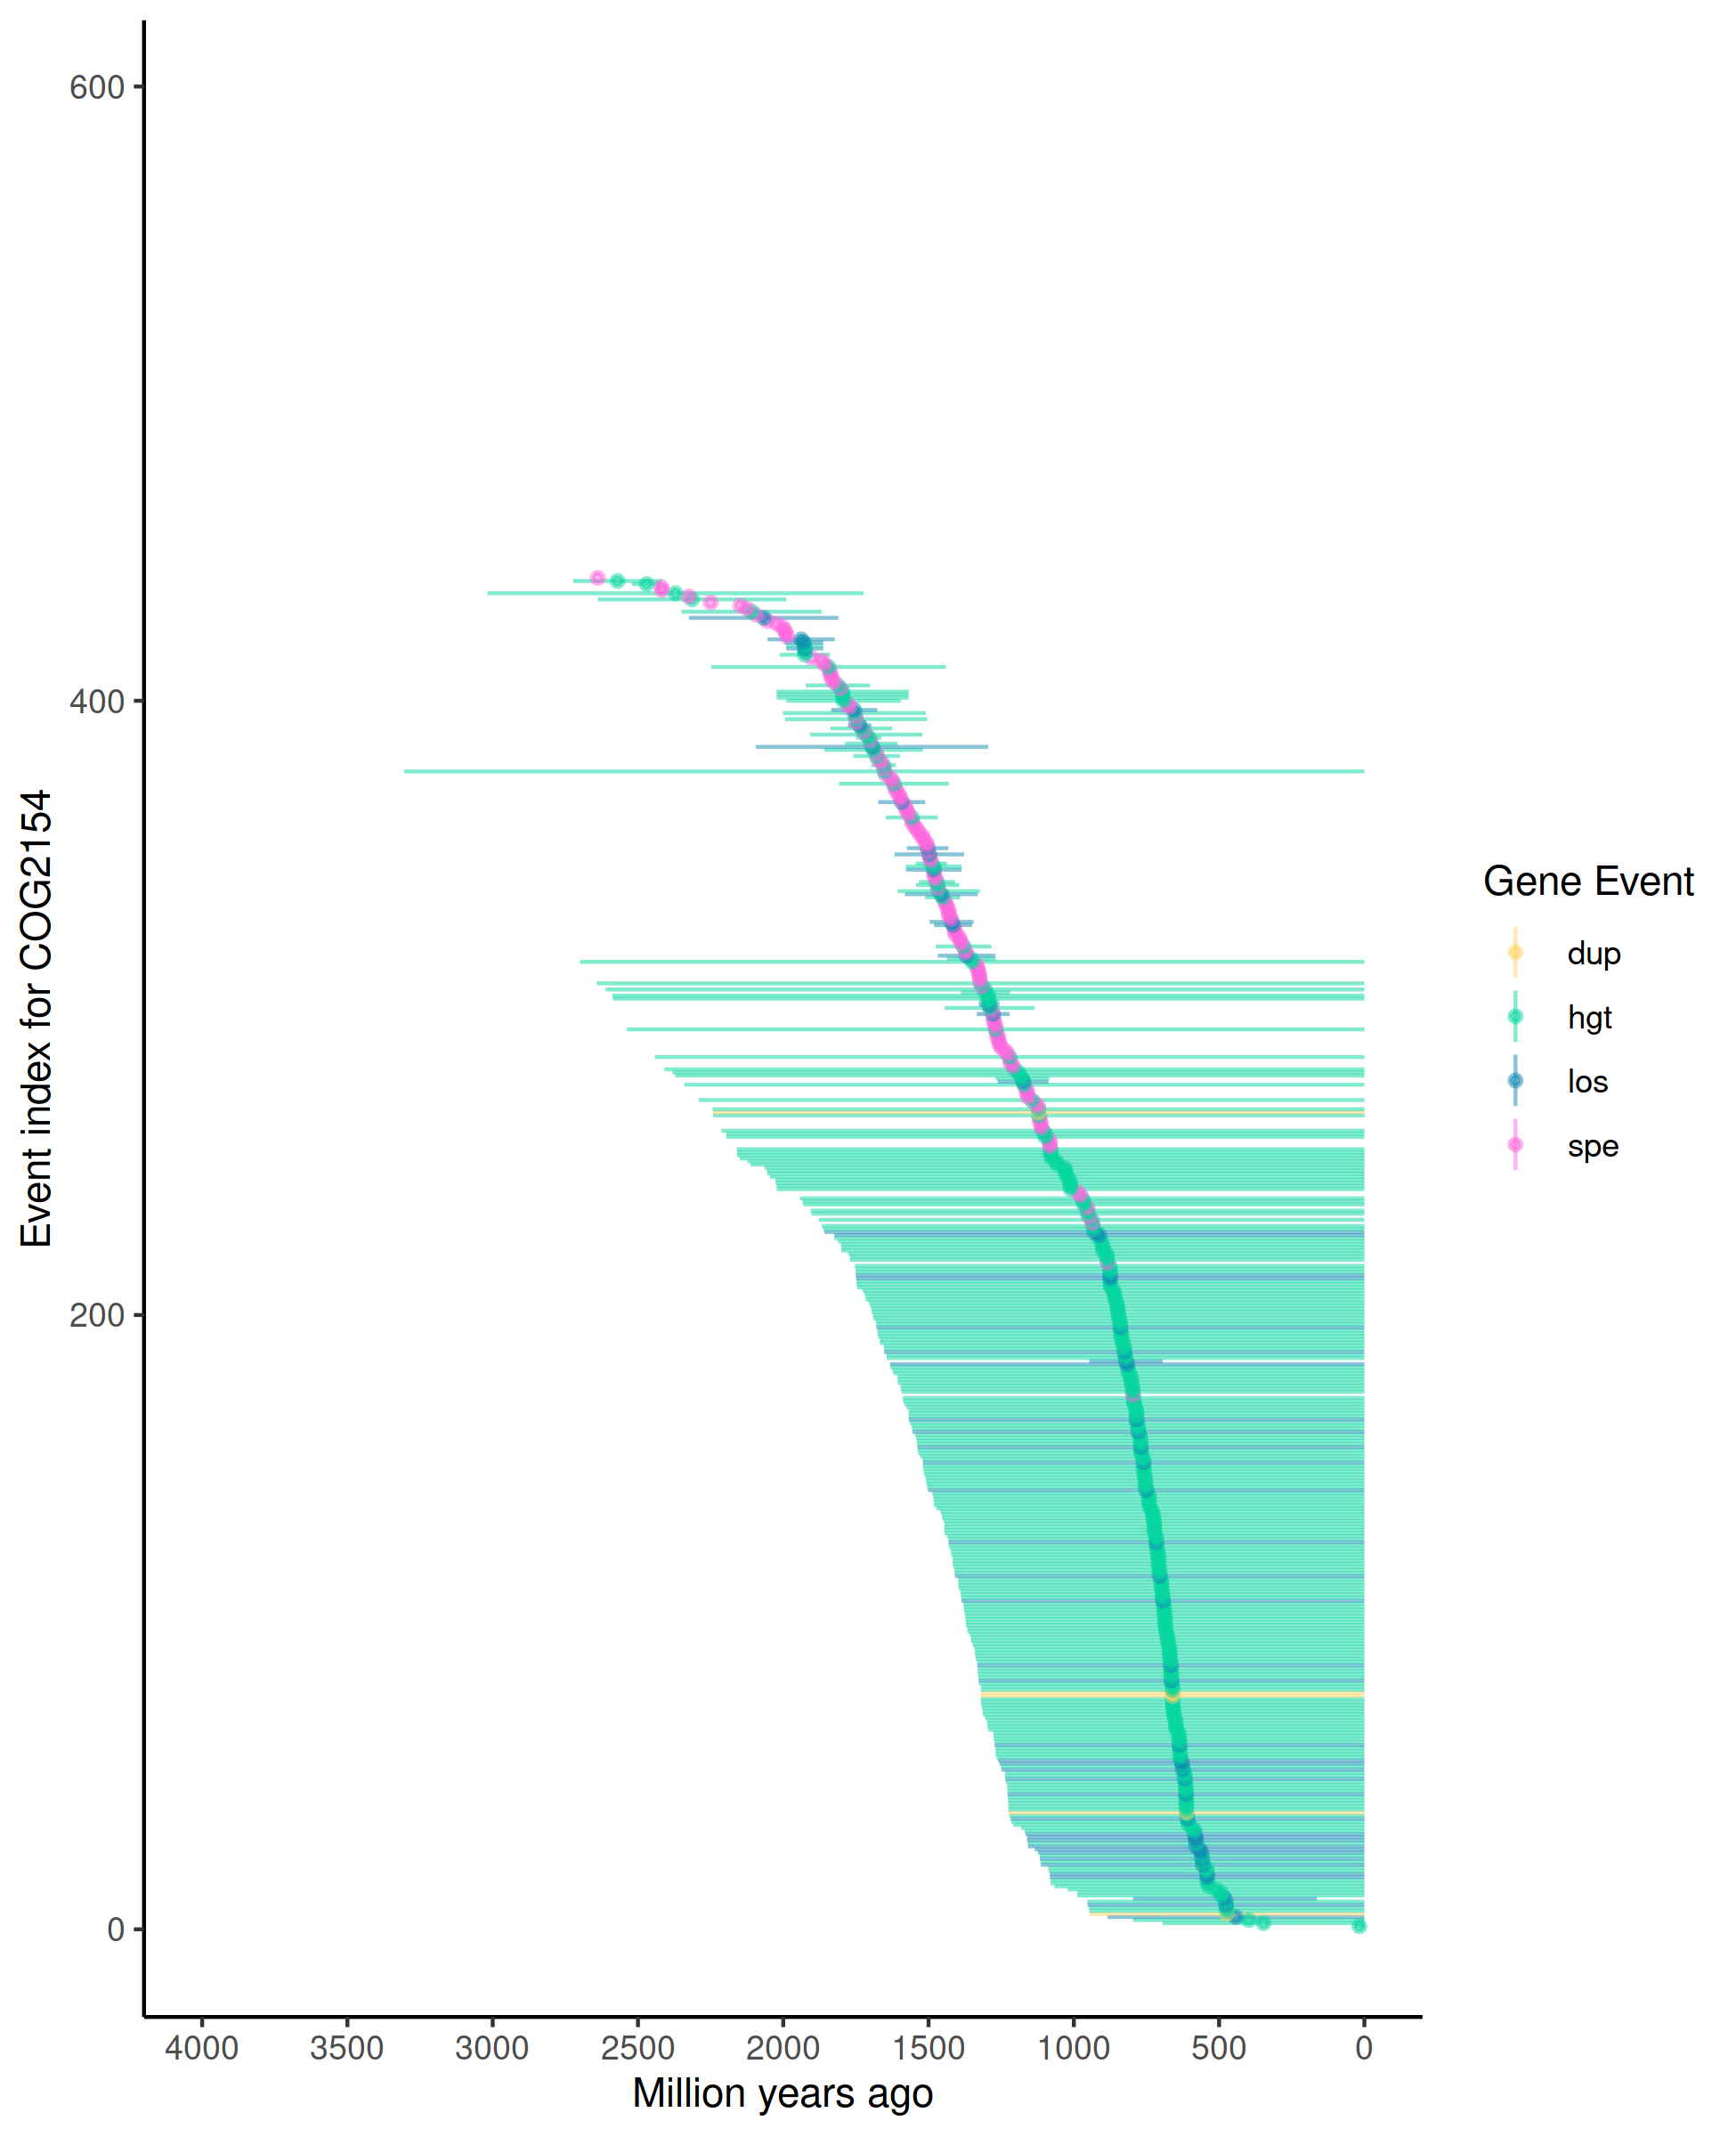 600
400
200
0
Event index for COG2154
4000 3500 3000 2500 2000 1500 1000 500 0
Million years ago
Gene Event
dup
hgt
los
spe